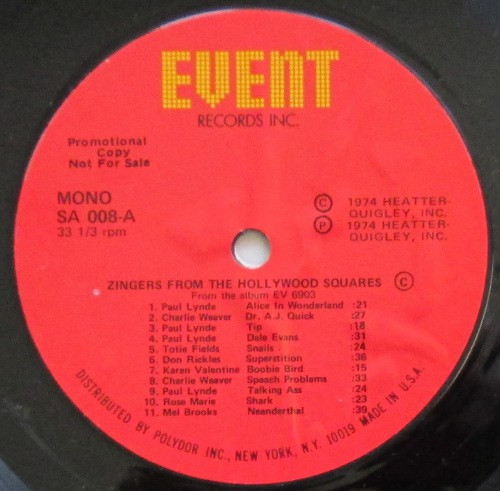 EVENT
RECORDS INC.
Promotional
Copy
Not For Sale
MONO
SA 008-A
33 1/3 rpm
© 1974 HEATTER-
QUIGLEY, INC.
℗ 1974 HEATTER-
QUIGLEY, INC.
ZINGERS FROM THE HOLLYWOOD SQUARES ©
From the album EV 6903
1. Paul Lynde Alice In Wonderland :21
2. Charlie Weaver Dr. A.J. Quick :27
3. Paul Lynde Tip :18
4. Paul Lynde Dale Evans :31
5. Totie Fields Snails :24
6. Don Rickles Superstition :36
7. Karen Valentine Boobie Bird :15
8. Charlie Weaver Speach Problems :33
9. Paul Lynde Talking Ass :24
10. Rose Marie Shark :23
11. Mel Brooks Neanderthal :39
DISTRIBUTED BY POLYDOR INC., NEW YORK, N.Y. 10019 MADE IN U.S.A.